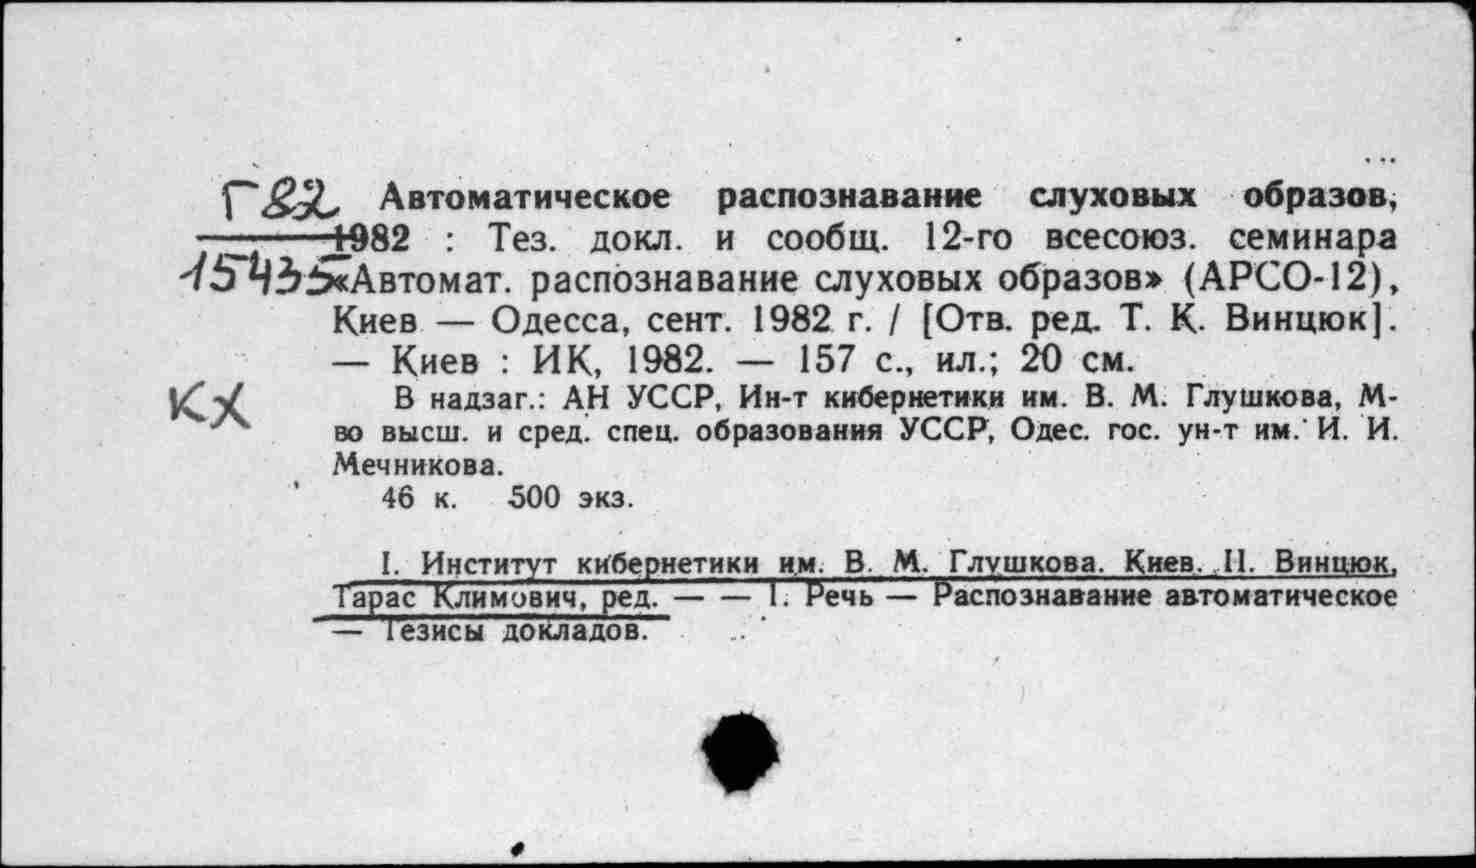 Г82 Автоматическое распознавание слуховых образов,
1982 : Тез. докл. и сообщ. 12-го всесоюз. семинара
15435 «Автомат. распознавание слуховых образов» (АРСО-12),
Киев — Одесса, сент. 1982 г. / [Отв. ред. Т. К. Винцюк].
— Киев : ИК, 1982. — 157 с., ил.; 20 см.
КХ В надзаг.: АН УССР, Ин-т кибернетики им. В. М. Глушкова, М-
во высш. и сред. спец. образования УССР, Одес. гос. ун-т им. И. И.
Мечникова.
46 к. 500 экз.
I. Институт кибернетики им. В. М. Глушкова. Киев. II. Винцюк,
Тарас Климович, ред. — — 1. Речь — Распознавание автоматическое
— Тезисы докладов.